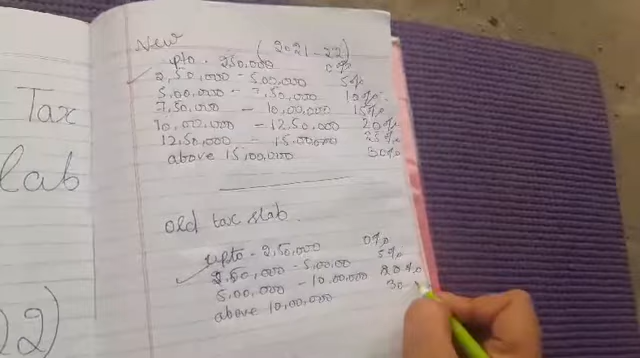 Tax
lab
2)
New (2021-22)
upto - 250,000 0%
2,50,000 - 5,00,000 5%
5,00,000 - 7,50,000 10%
7,50,000 - 10,00,000 15%
10,00,000 - 12,50,000 20%
12,50,000 - 15,00,000 25%
above 15,00,000 30%
old tax slab.
upto - 2,50,000 0%
2,50,000 - 5,00,00 5%
5,00,000 - 10,00,000 20%
above 10,00,000 30